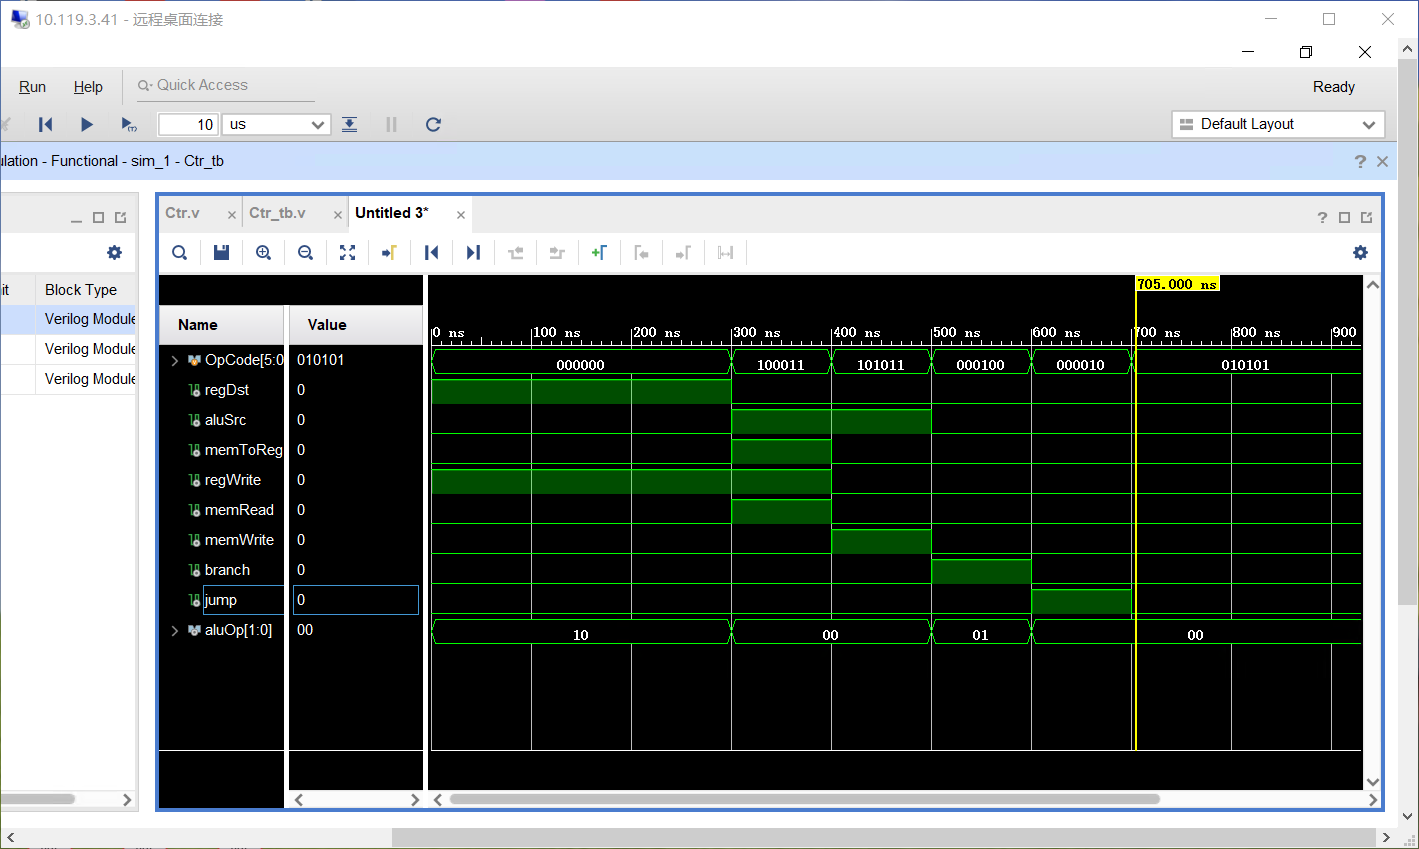 10.119.3.41 - 远程桌面连接
Run Help Quick Access Ready
10 us Default Layout
ulation - Functional - sim_1 - Ctr_tb ?
Ctr.v Ctr_tb.v Untitled 3* ?
it Block Type
Verilog Module
Verilog Module
Verilog Module
705.000 ns
Name Value
0 ns 100 ns 200 ns 300 ns 400 ns 500 ns 600 ns 700 ns 800 ns 900
OpCode[5:0 010101 000000 100011 101011 000100 000010 010101
regDst 0
aluSrc 0
memToReg 0
regWrite 0
memRead 0
memWrite 0
branch 0
jump 0
aluOp[1:0] 00 10 00 01 00